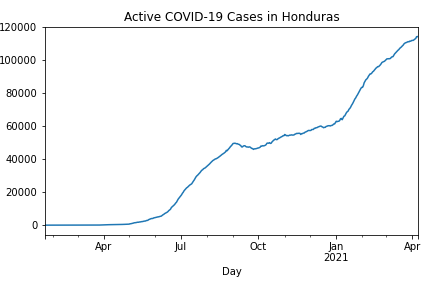 Active COVID-19 Cases in Honduras
120000
100000
80000
60000
40000
20000
0
Apr
Jul
Oct
Jan
2021
Apr
Day